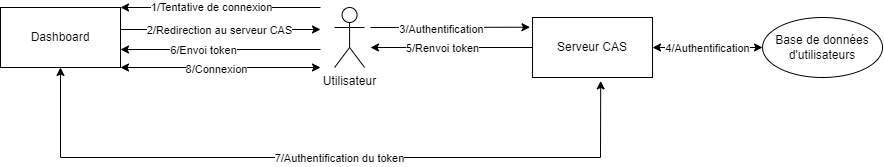 1/Tentative de connexion
Dashboard
2/Redirection au serveur CAS
6/Envoi token
8/Connexion
Utilisateur
3/Authentification
5/Renvoi token
Serveur CAS
4/Authentification
Base de données
d'utilisateurs
7/Authentification du token